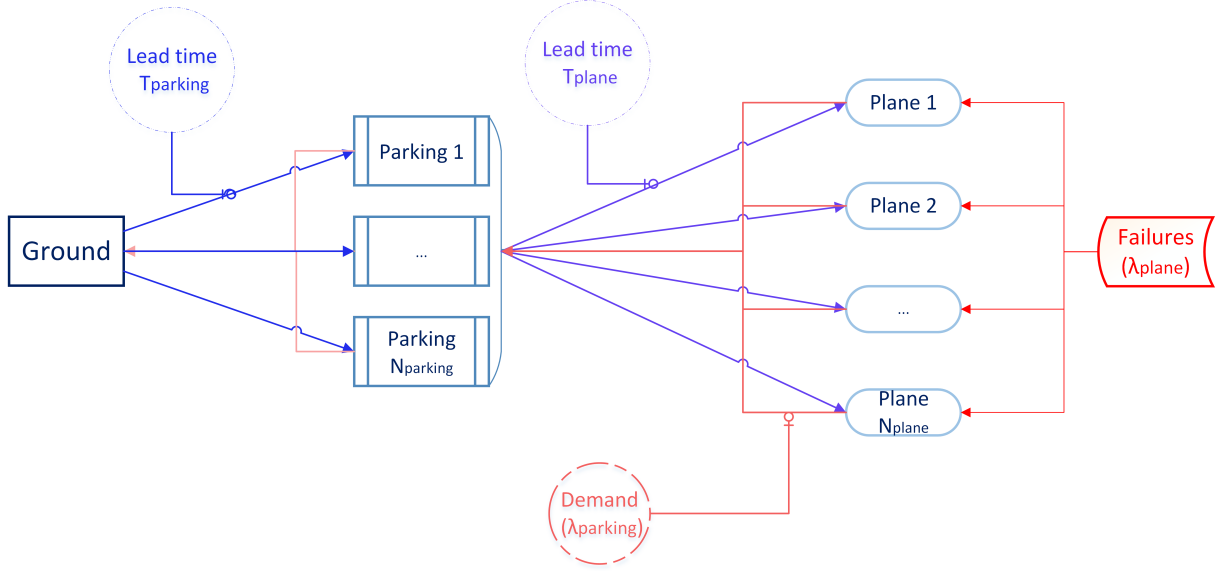 Lead time
Tparking
Lead time
Tplane
Plane 1
Parking 1
Plane 2
Ground
...
Failures
(λplane)
...
Parking
Nparking
Plane
Nplane
Demand
(λparking)